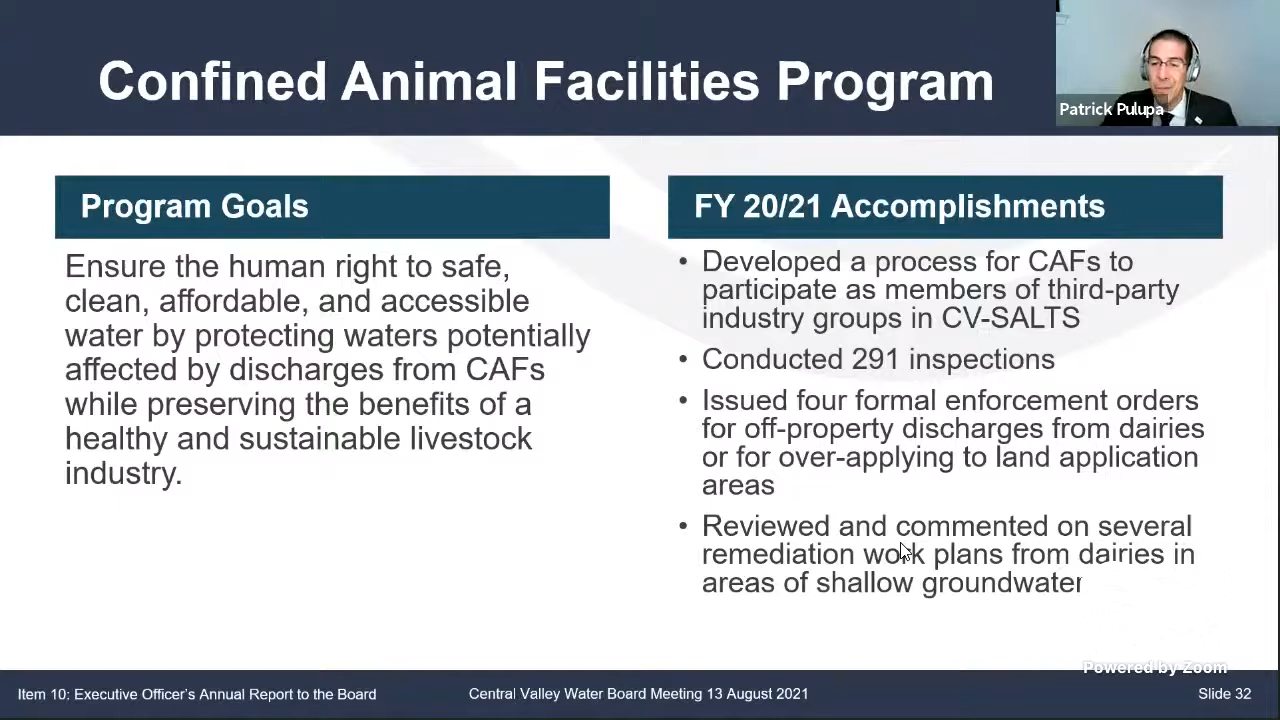 Confined Animal Facilities Program
Patrick Pulupa
Program Goals
Ensure the human right to safe,
clean, affordable, and accessible
water by protecting waters potentially
affected by discharges from CAFs
while preserving the benefits of a
healthy and sustainable livestock
industry.
FY 20/21 Accomplishments
• Developed a process for CAFs to
participate as members of third-party
industry groups in CV-SALTS
• Conducted 291 inspections
• Issued four formal enforcement orders
for off-property discharges from dairies
or for over-applying to land application
areas
• Reviewed and commented on several
remediation work plans from dairies in
areas of shallow groundwater
Powered by Zoom
Item 10: Executive Officer's Annual Report to the Board
Central Valley Water Board Meeting 13 August 2021
Slide 32